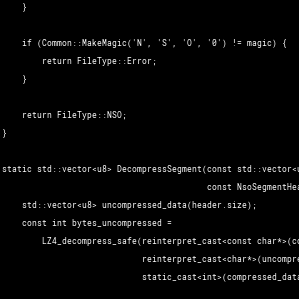 }
if (Common::MakeMagic('N', 'S', 'O', '0') != magic) {
return FileType::Error;
}
return FileType::NSO;
}
static std::vector<u8> DecompressSegment(const std::vector<u
const NsoSegmentHea
std::vector<u8> uncompressed_data(header.size);
const int bytes_uncompressed =
LZ4_decompress_safe(reinterpret_cast<const char*>(co
reinterpret_cast<char*>(uncompre
static_cast<int>(compressed_data